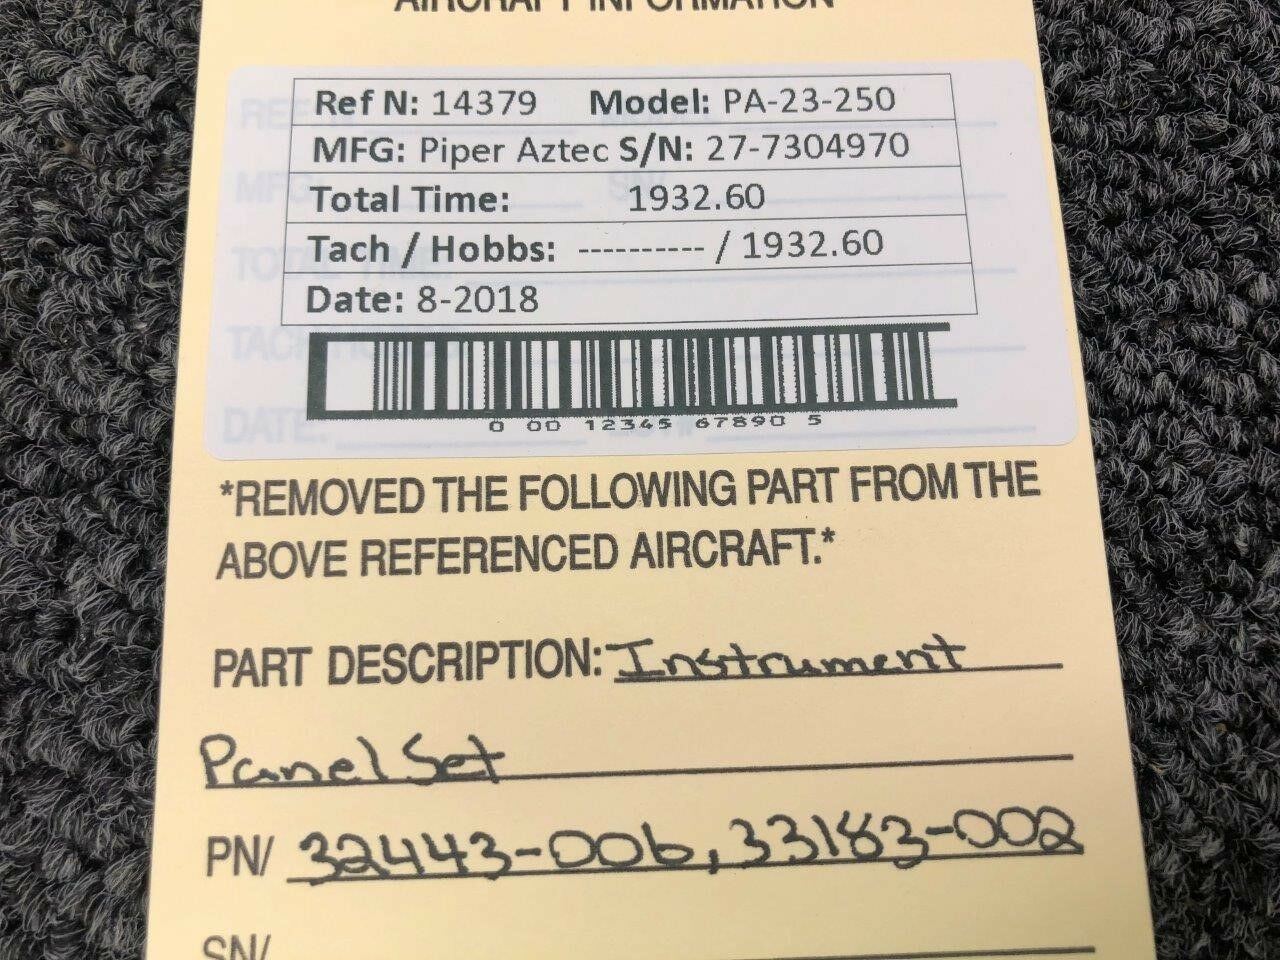 AIRCRAFT INFORMATION
Ref N: 14379 Model: PA-23-250
MFG: Piper Aztec S/N: 27-7304970
Total Time: 1932.60
Tach / Hobbs: ---------- / 1932.60
Date: 8-2018
0 00 12345 67890 5
*REMOVED THE FOLLOWING PART FROM THE
ABOVE REFERENCED AIRCRAFT.*
PART DESCRIPTION: Instrument
Panel Set
PN/ 32443-006, 33183-002
SN/